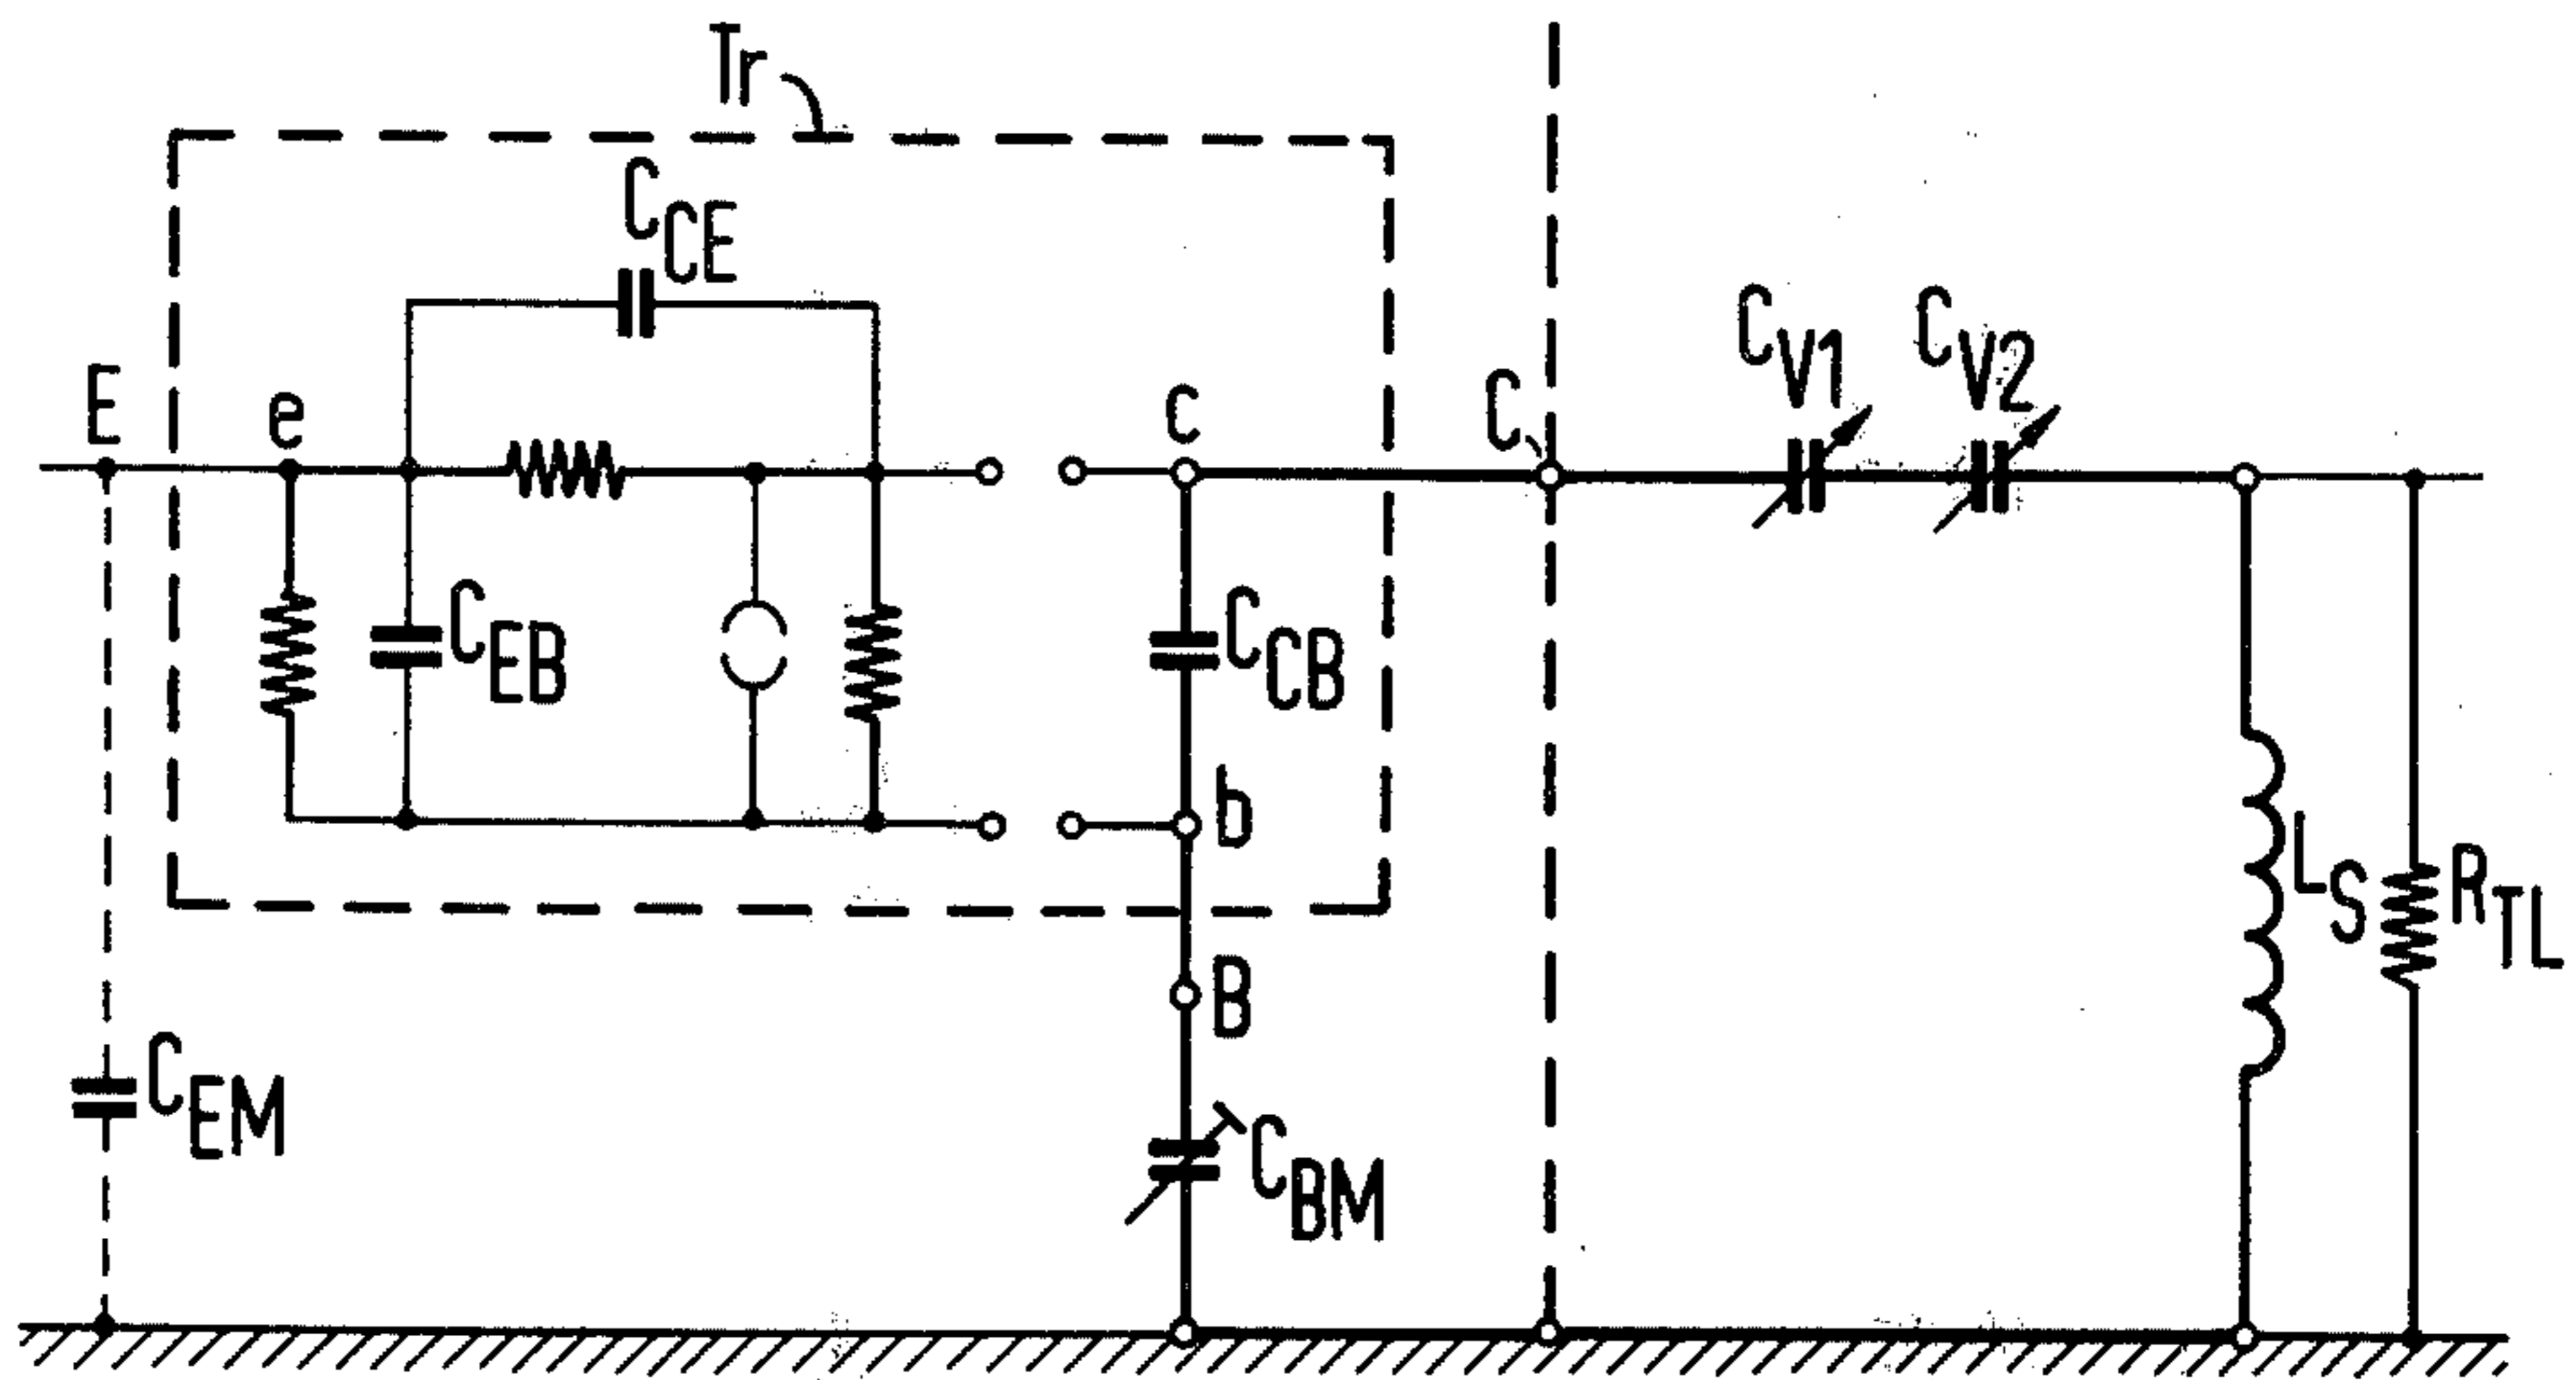 Tr
C_CE
E
e
c
C
C_V1
C_V2
C_EB
C_CB
b
L_S
R_TL
B
C_EM
C_BM